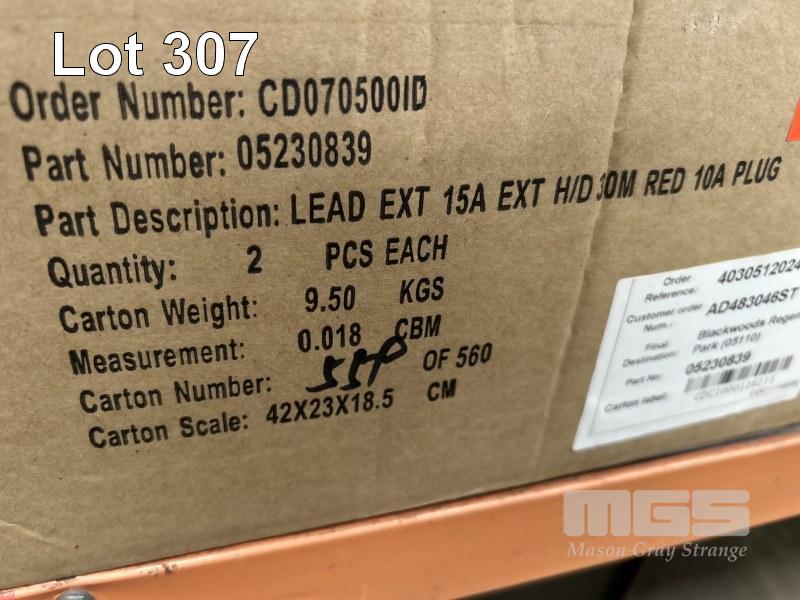 Lot 307
Order Number: CD070500ID
Part Number: 05230839
Part Description: LEAD EXT 15A EXT H/D 30M RED 10A PLUG
Quantity: 2 PCS EACH
Carton Weight: 9.50 KGS
Measurement: 0.018 CBM
Carton Number: OF 560
Carton Scale: 42X23X18.5 CM
Order Reference: 4030512024
Customer order Num.: AD483046ST
Final Destination: Blackwoods Regen
Park (05110)
Part No: 05230839
Carton label:
MGS
Mason Gray Strange